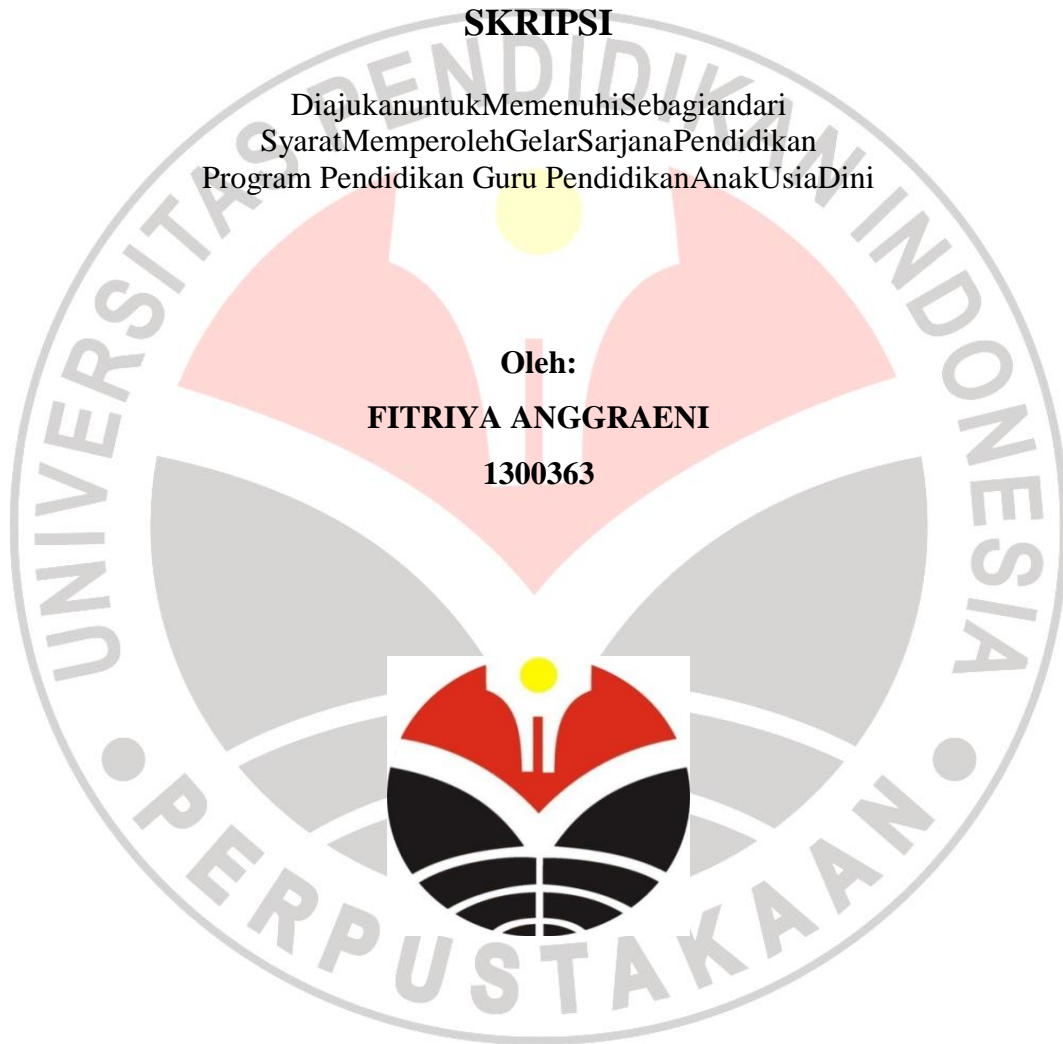 SKRIPSI
DiajukanuntukMemenuhiSebagiandari
SyaratMemperolehGelarSarjanaPendidikan
Program Pendidikan Guru PendidikanAnakUsiaDini
Oleh:
FITRIYA ANGGRAENI
1300363
UNIVERSITAS PENDIDIKAN INDONESIA
PERPUSTAKAAN